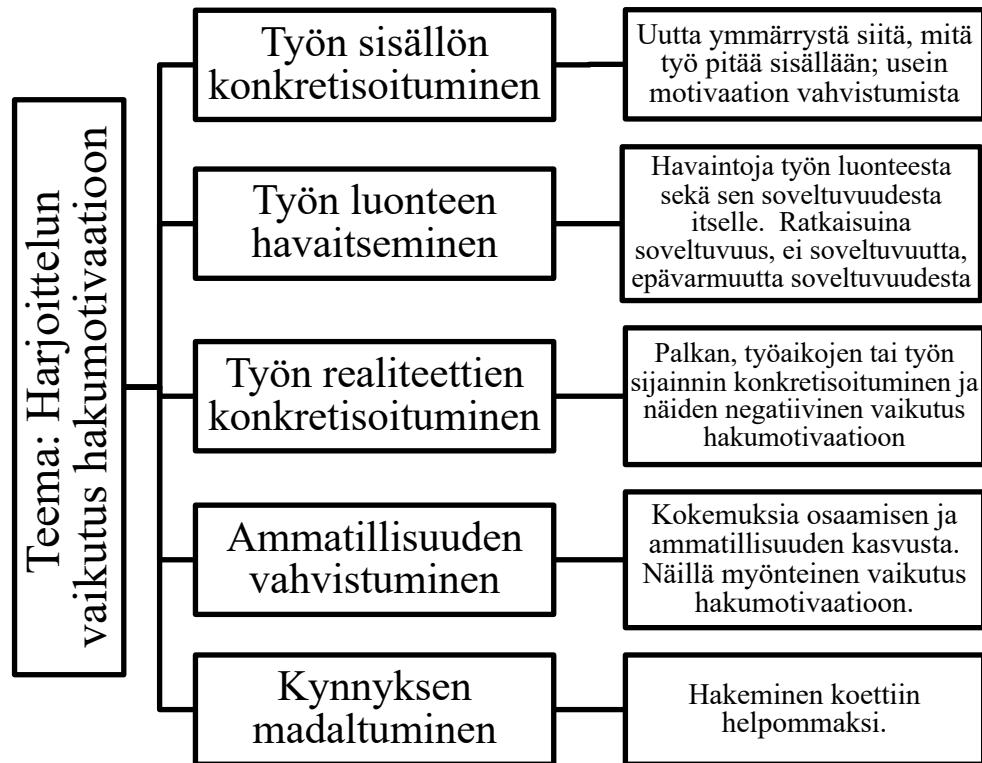 Teema: Harjoittelun
vaikutus hakumotivaatioon
Työn sisällön
konkretisoituminen
Uutta ymmärrystä siitä, mitä
työ pitää sisällään; usein
motivaation vahvistumista
Työn luonteen
havaitseminen
Havaintoja työn luonteesta
sekä sen soveltuvuudesta
itselle. Ratkaisuina
soveltuvuus, ei soveltuvuutta,
epävarmuutta soveltuvuudesta
Työn realiteettien
konkretisoituminen
Palkan, työaikojen tai työn
sijainnin konkretisoituminen ja
näiden negatiivinen vaikutus
hakumotivaatioon
Ammatillisuuden
vahvistuminen
Kokemuksia osaamisen ja
ammatillisuuden kasvusta.
Näillä myönteinen vaikutus
hakumotivaatioon.
Kynnyksen
madaltuminen
Hakeminen koettiin
helpommaksi.